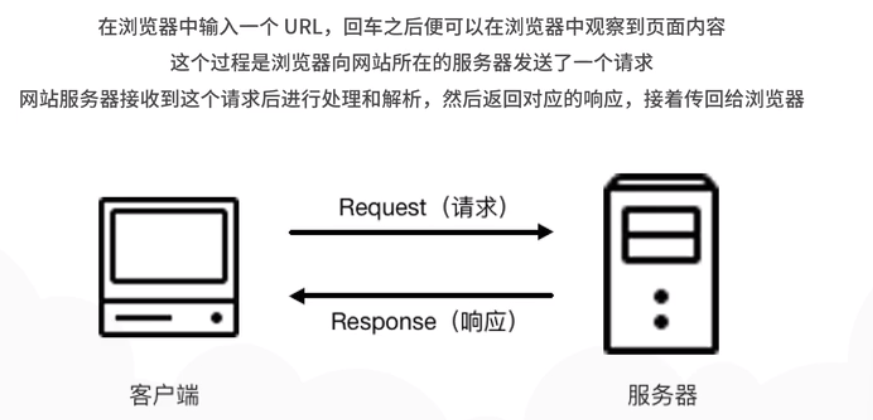 在浏览器中输入一个 URL，回车之后便可以在浏览器中观察到页面内容
这个过程是浏览器向网站所在的服务器发送了一个请求
网站服务器接收到这个请求后进行处理和解析，然后返回对应的响应，接着传回给浏览器
Request（请求）
Response（响应）
客户端
服务器